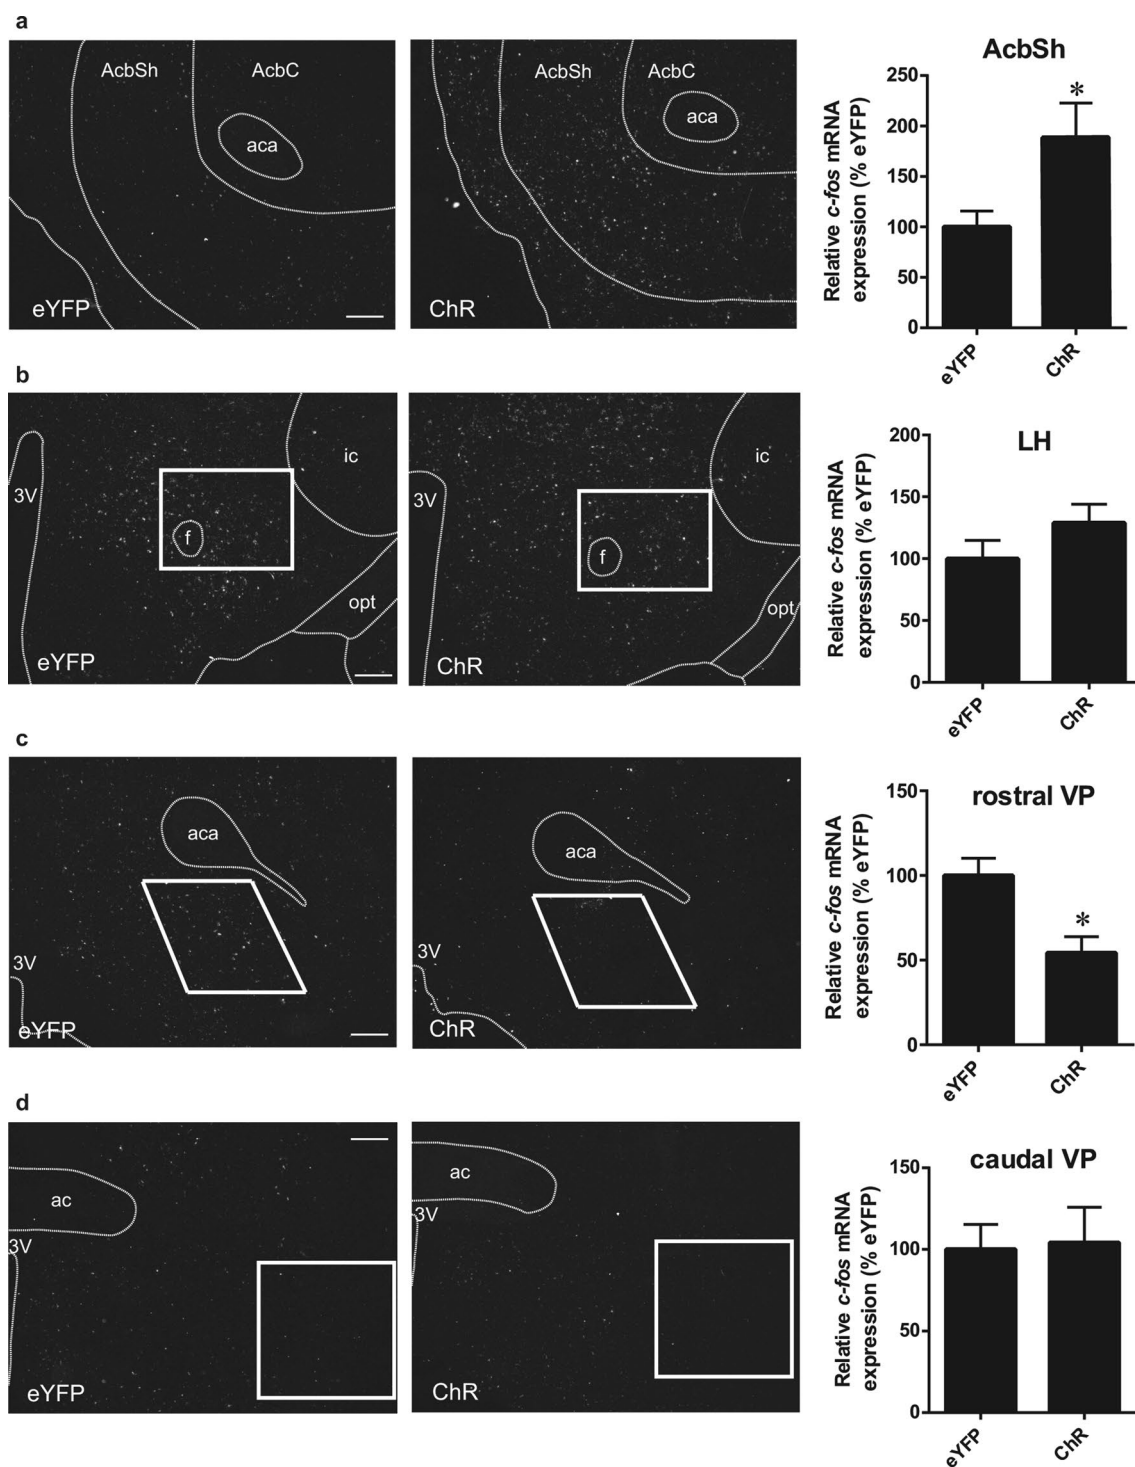 a
AcbSh
AcbC
aca
eYFP
AcbSh
AcbC
aca
ChR
AcbSh
Relative c-fos mRNA
expression (% eYFP)
250
200
150
100
50
0
*
eYFP
ChR
b
3V
ic
f
opt
eYFP
3V
ic
f
opt
ChR
LH
Relative c-fos mRNA
expression (% eYFP)
200
150
100
50
0
eYFP
ChR
c
aca
3V
eYFP
aca
3V
ChR
rostral VP
Relative c-fos mRNA
expression (% eYFP)
150
100
50
0
*
eYFP
ChR
d
ac
3V
eYFP
ac
3V
ChR
caudal VP
Relative c-fos mRNA
expression (% eYFP)
150
100
50
0
eYFP
ChR